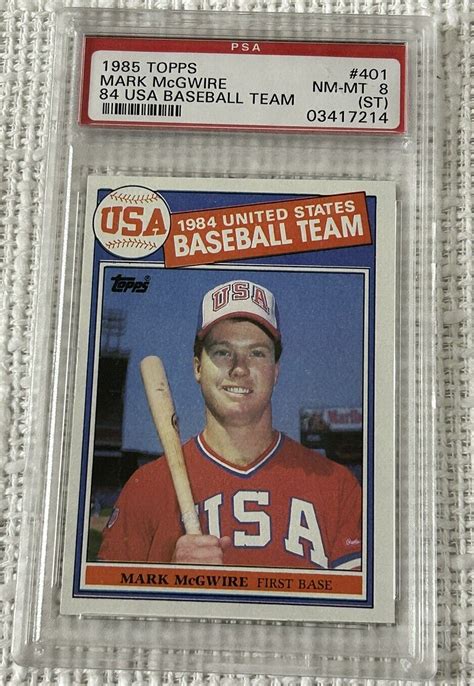 PSA
1985 TOPPS #401
MARK McGWIRE NM-MT 8
84 USA BASEBALL TEAM (ST)
03417214
USA
1984 UNITED STATES
BASEBALL TEAM
Topps
USA
USA
MARK McGWIRE FIRST BASE